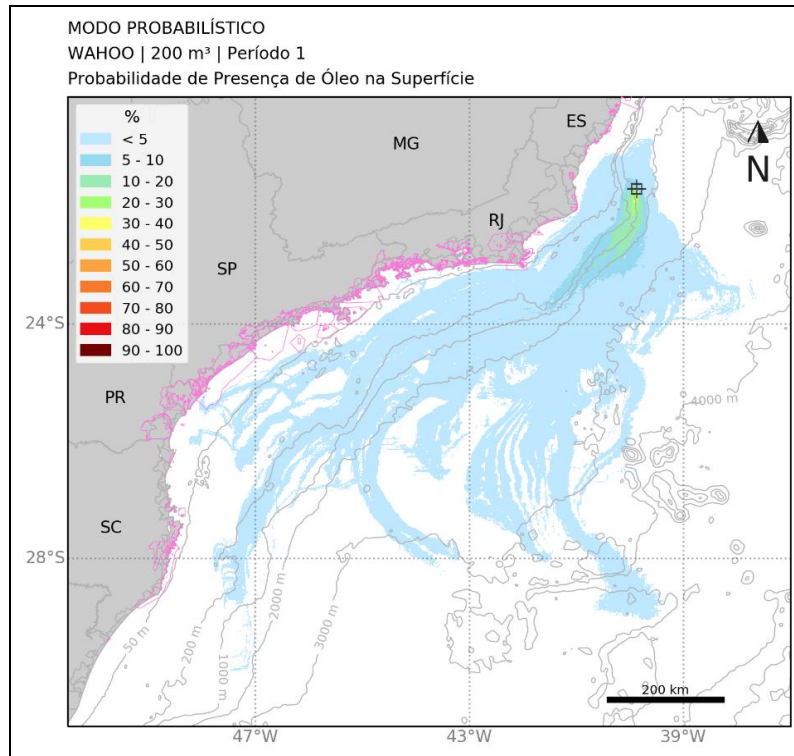 MODO PROBABILÍSTICO
WAHOO | 200 m³ | Período 1
Probabilidade de Presença de Óleo na Superfície
%
< 5
5 - 10
10 - 20
20 - 30
30 - 40
40 - 50
50 - 60
60 - 70
70 - 80
80 - 90
90 - 100
ES
MG
N
RJ
SP
24°S
PR
4000 m
SC
28°S
50 m
200 m
1000 m
2000 m
3000 m
200 km
47°W
43°W
39°W